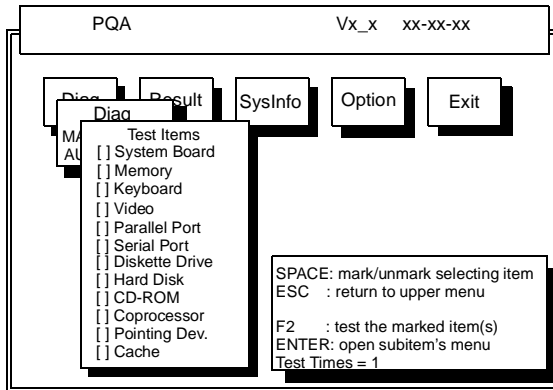 PQA Vx_x xx-xx-xx
Diag Result SysInfo Option Exit
Diag
MA
AU
Test Items
[ ] System Board
[ ] Memory
[ ] Keyboard
[ ] Video
[ ] Parallel Port
[ ] Serial Port
[ ] Diskette Drive
[ ] Hard Disk
[ ] CD-ROM
[ ] Coprocessor
[ ] Pointing Dev.
[ ] Cache
SPACE: mark/unmark selecting item
ESC : return to upper menu
F2 : test the marked item(s)
ENTER: open subitem's menu
Test Times = 1